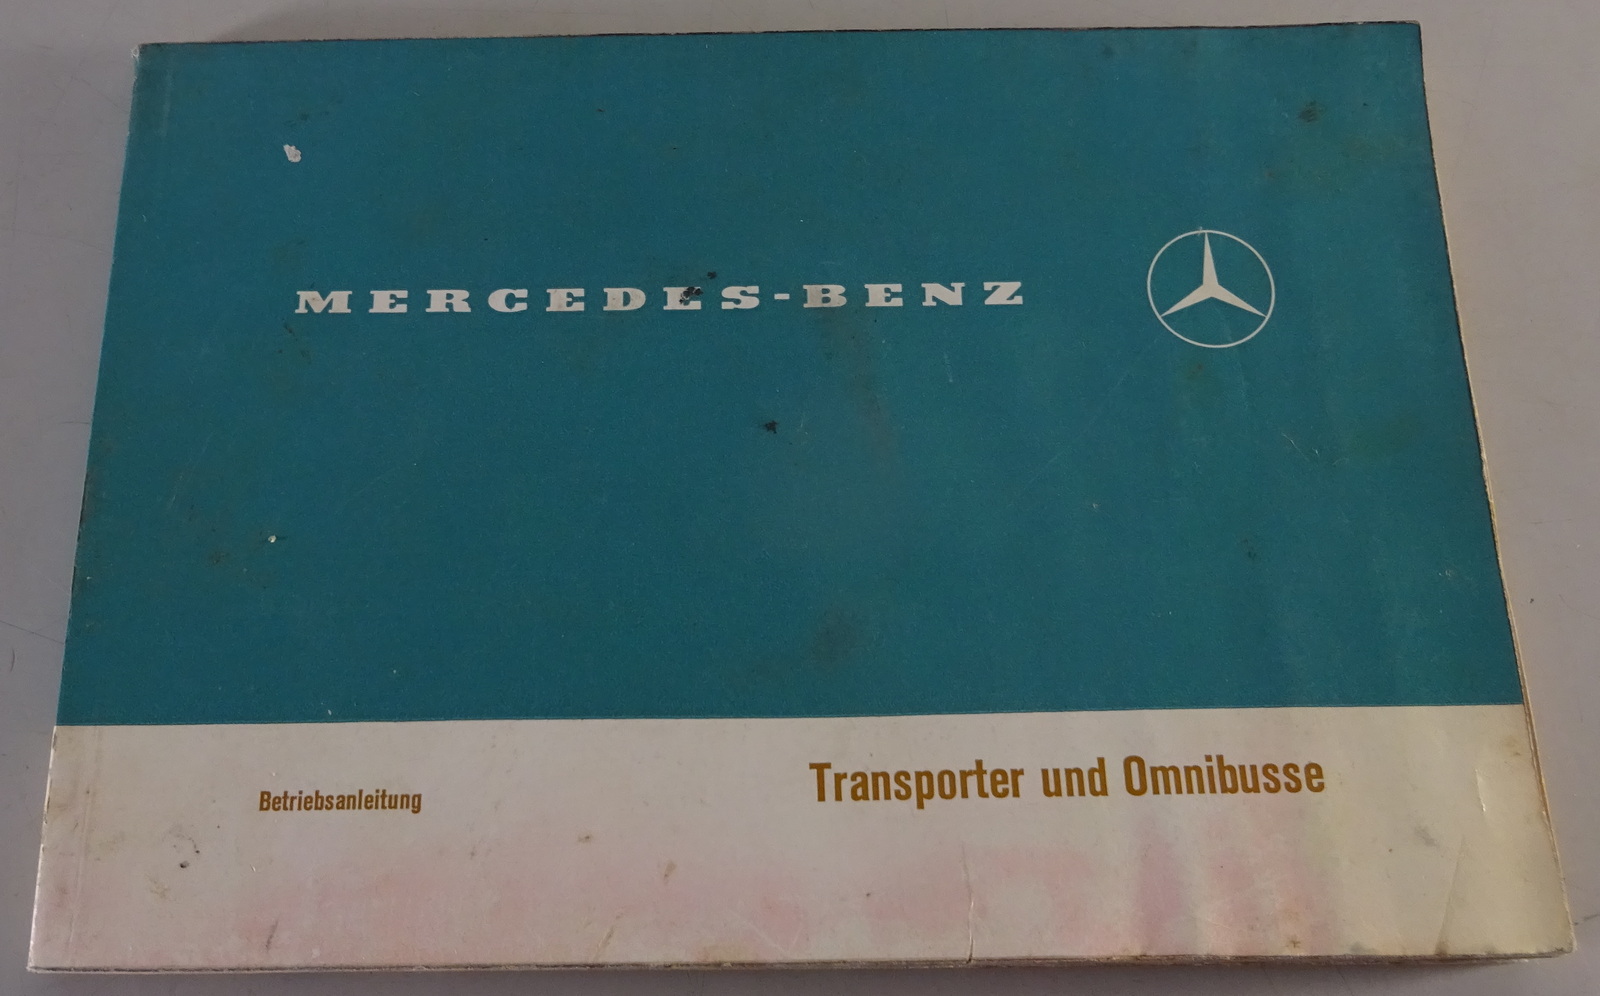 MERCEDES-BENZ
Betriebsanleitung
Transporter und Omnibusse